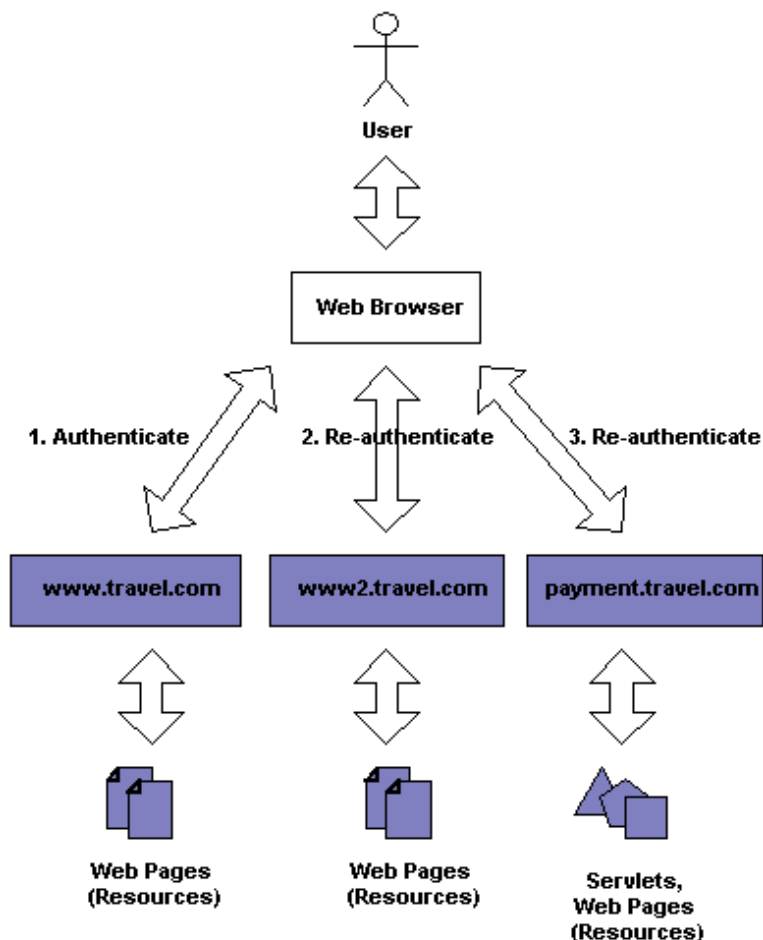 User
Web Browser
1. Authenticate
2. Re-authenticate
3. Re-authenticate
www.travel.com
www2.travel.com
payment.travel.com
Web Pages
(Resources)
Web Pages
(Resources)
Servlets,
Web Pages
(Resources)